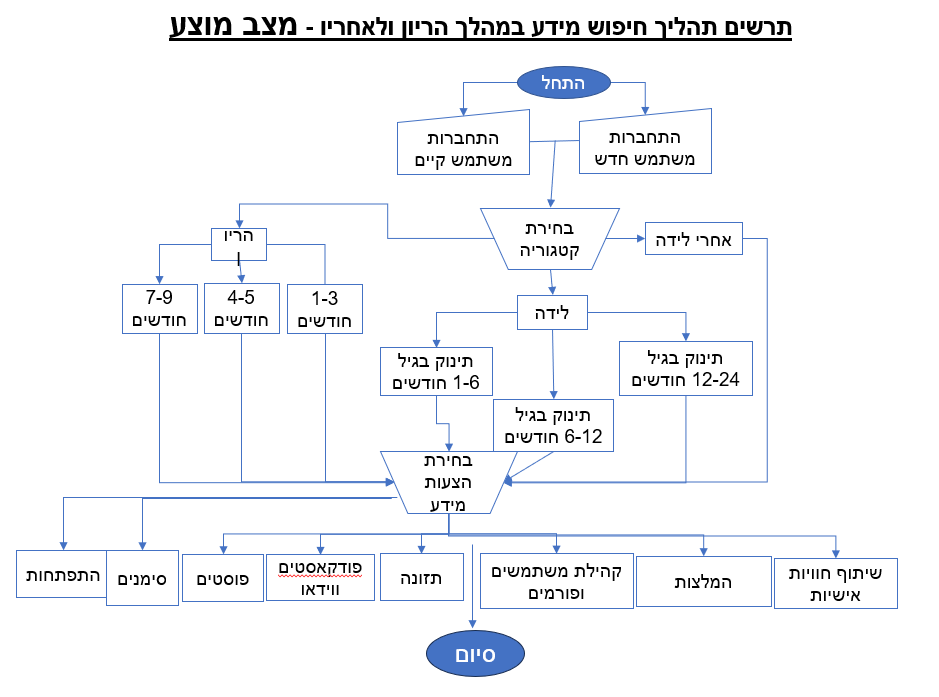 תרשים תהליך חיפוש מידע במהלך הריון ולאחריו - מצב מוצע
התחל
התחברות
משתמש חדש
התחברות
משתמש קיים
בחירת
קטגוריה
אחרי לידה
הריו
ן
לידה
1-3
חודשים
4-5
חודשים
7-9
חודשים
תינוק בגיל
12-24 חודשים
תינוק בגיל
1-6 חודשים
תינוק בגיל
6-12 חודשים
בחירת
הצעות
מידע
שיתוף חוויות
אישיות
המלצות
קהילת משתמשים
ופורמים
תזונה
פודקאסטים
ווידאו
פוסטים
סימנים
התפתחות
סיום